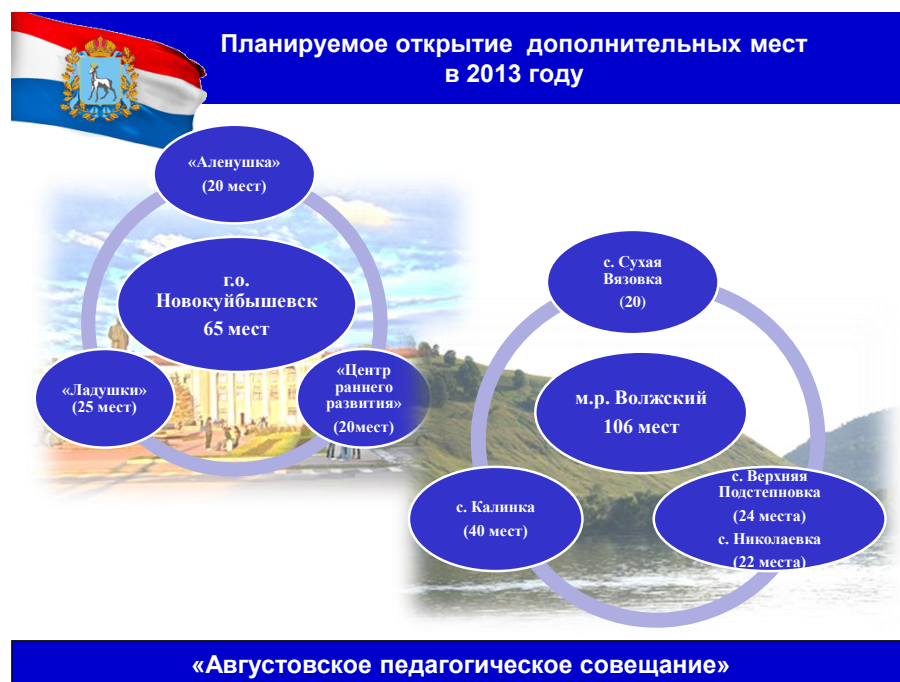 Планируемое открытие дополнительных мест
в 2013 году
«Аленушка»
(20 мест)
г.о.
Новокуйбышевск
65 мест
«Ладушки»
(25 мест)
«Центр
раннего
развития»
(20мест)
с. Сухая
Вязовка
(20)
м.р. Волжский
106 мест
с. Калинка
(40 мест)
с. Верхняя
Подстепновка
(24 места)
с. Николаевка
(22 места)
«Августовское педагогическое совещание»